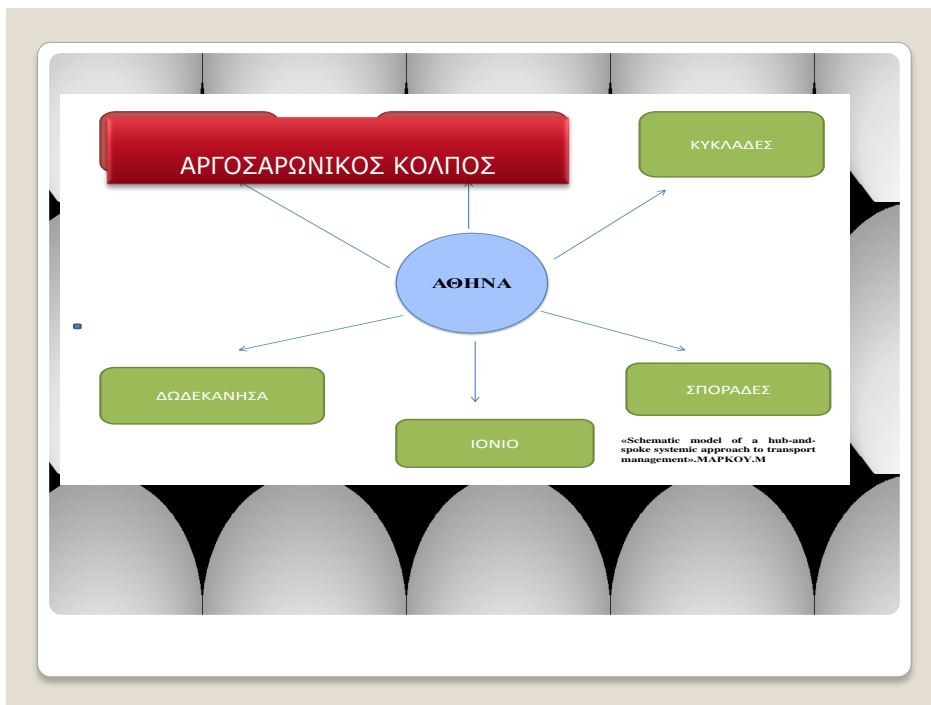 ΑΡΓΟΣΑΡΩΝΙΚΟΣ ΚΟΛΠΟΣ
ΚΥΚΛΑΔΕΣ
ΑΘΗΝΑ
ΔΩΔΕΚΑΝΗΣΑ
ΙΟΝΙΟ
ΣΠΟΡΑΔΕΣ
«Schematic model of a hub-and-
spoke systemic approach to transport
management».ΜΑΡΚΟΥ.Μ